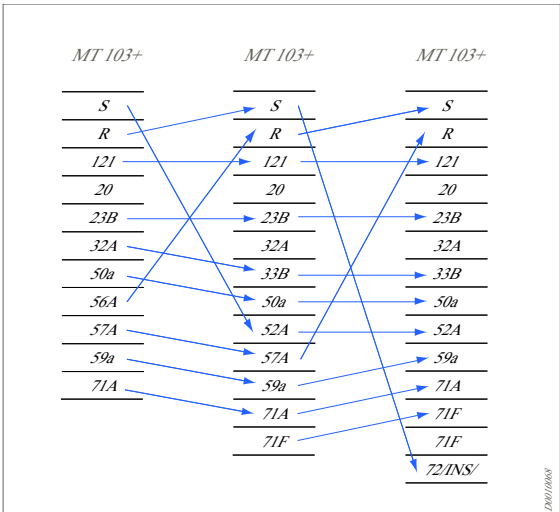 MT 103+ MT 103+ MT 103+
S S S
R R R
121 121 121
20 20 20
23B 23B 23B
32A 32A 32A
50a 33B 33B
56A 50a 50a
57A 52A 52A
59a 57A 59a
71A 59a 71A
71A 71F
71F 71F
72/INS/
D0010068